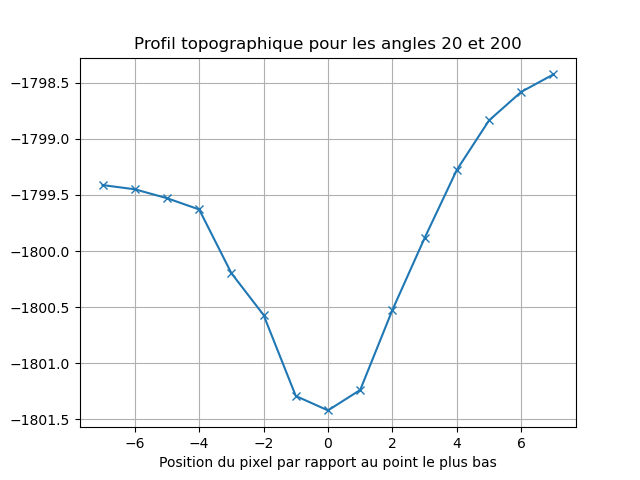 Profil topographique pour les angles 20 et 200
−1798.5
−1799.0
−1799.5
−1800.0
−1800.5
−1801.0
−1801.5
−6 −4 −2 0 2 4 6
Position du pixel par rapport au point le plus bas